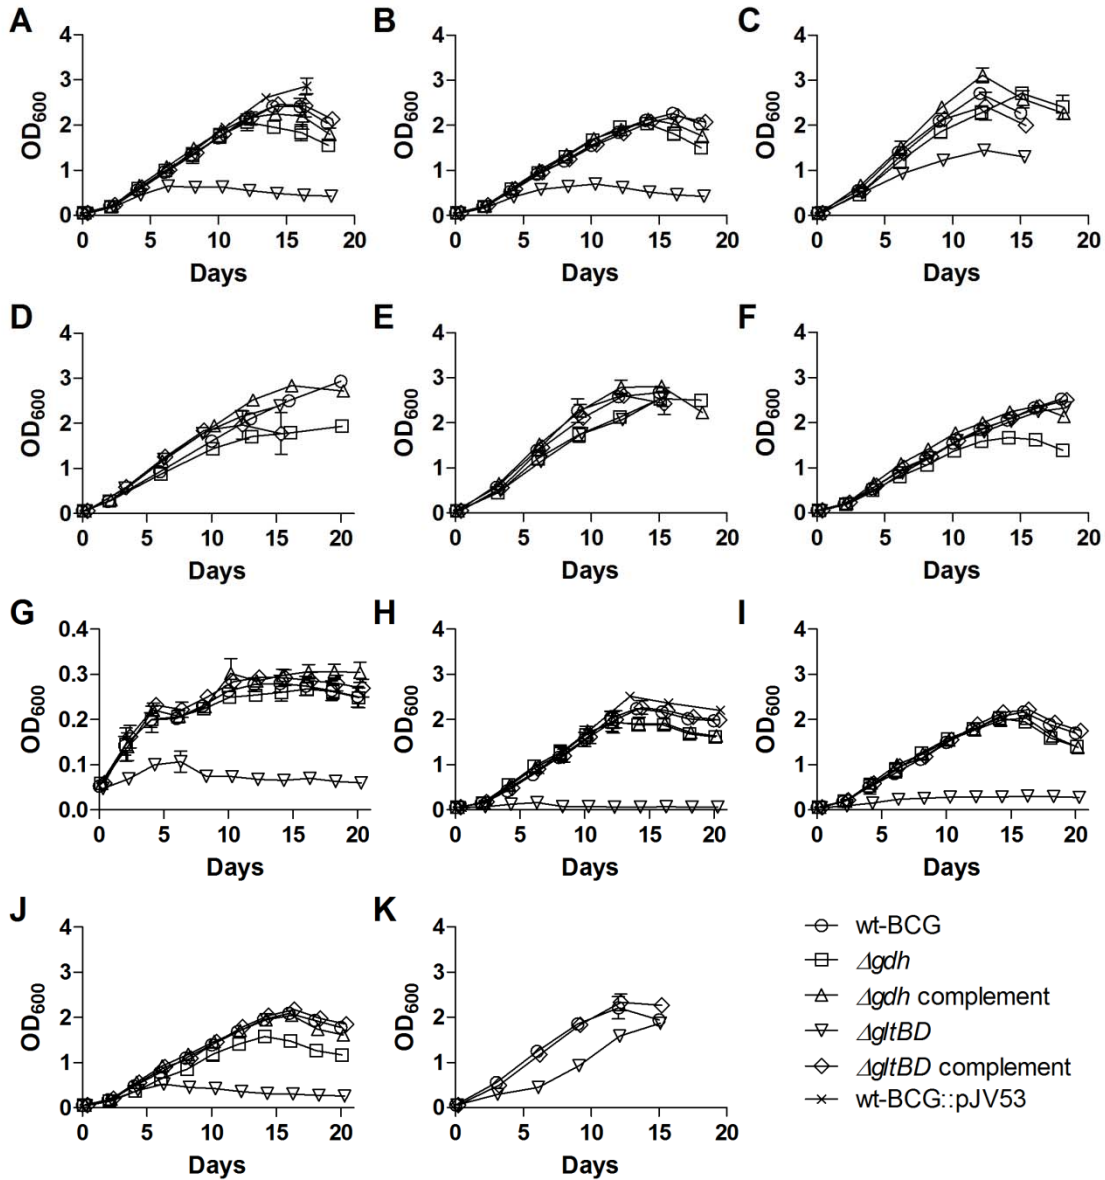 A B C
4 4 4
3 3 3
OD600 2 OD600 2 OD600 2
1 1 1
0 0 0
0 5 10 15 20 0 5 10 15 20 0 5 10 15 20
Days Days Days
D E F
4 4 4
3 3 3
OD600 2 OD600 2 OD600 2
1 1 1
0 0 0
0 5 10 15 20 0 5 10 15 20 0 5 10 15 20
Days Days Days
G H I
0.4 4 4
0.3 3 3
OD600 0.2 OD600 2 OD600 2
0.1 1 1
0.0 0 0
0 5 10 15 20 0 5 10 15 20 0 5 10 15 20
Days Days Days
J K
4 4
3 3
OD600 2 OD600 2
1 1
0 0
0 5 10 15 20 0 5 10 15 20
Days Days
wt-BCG
Δgdh
Δgdh complement
ΔgltBD
ΔgltBD complement
wt-BCG::pJV53